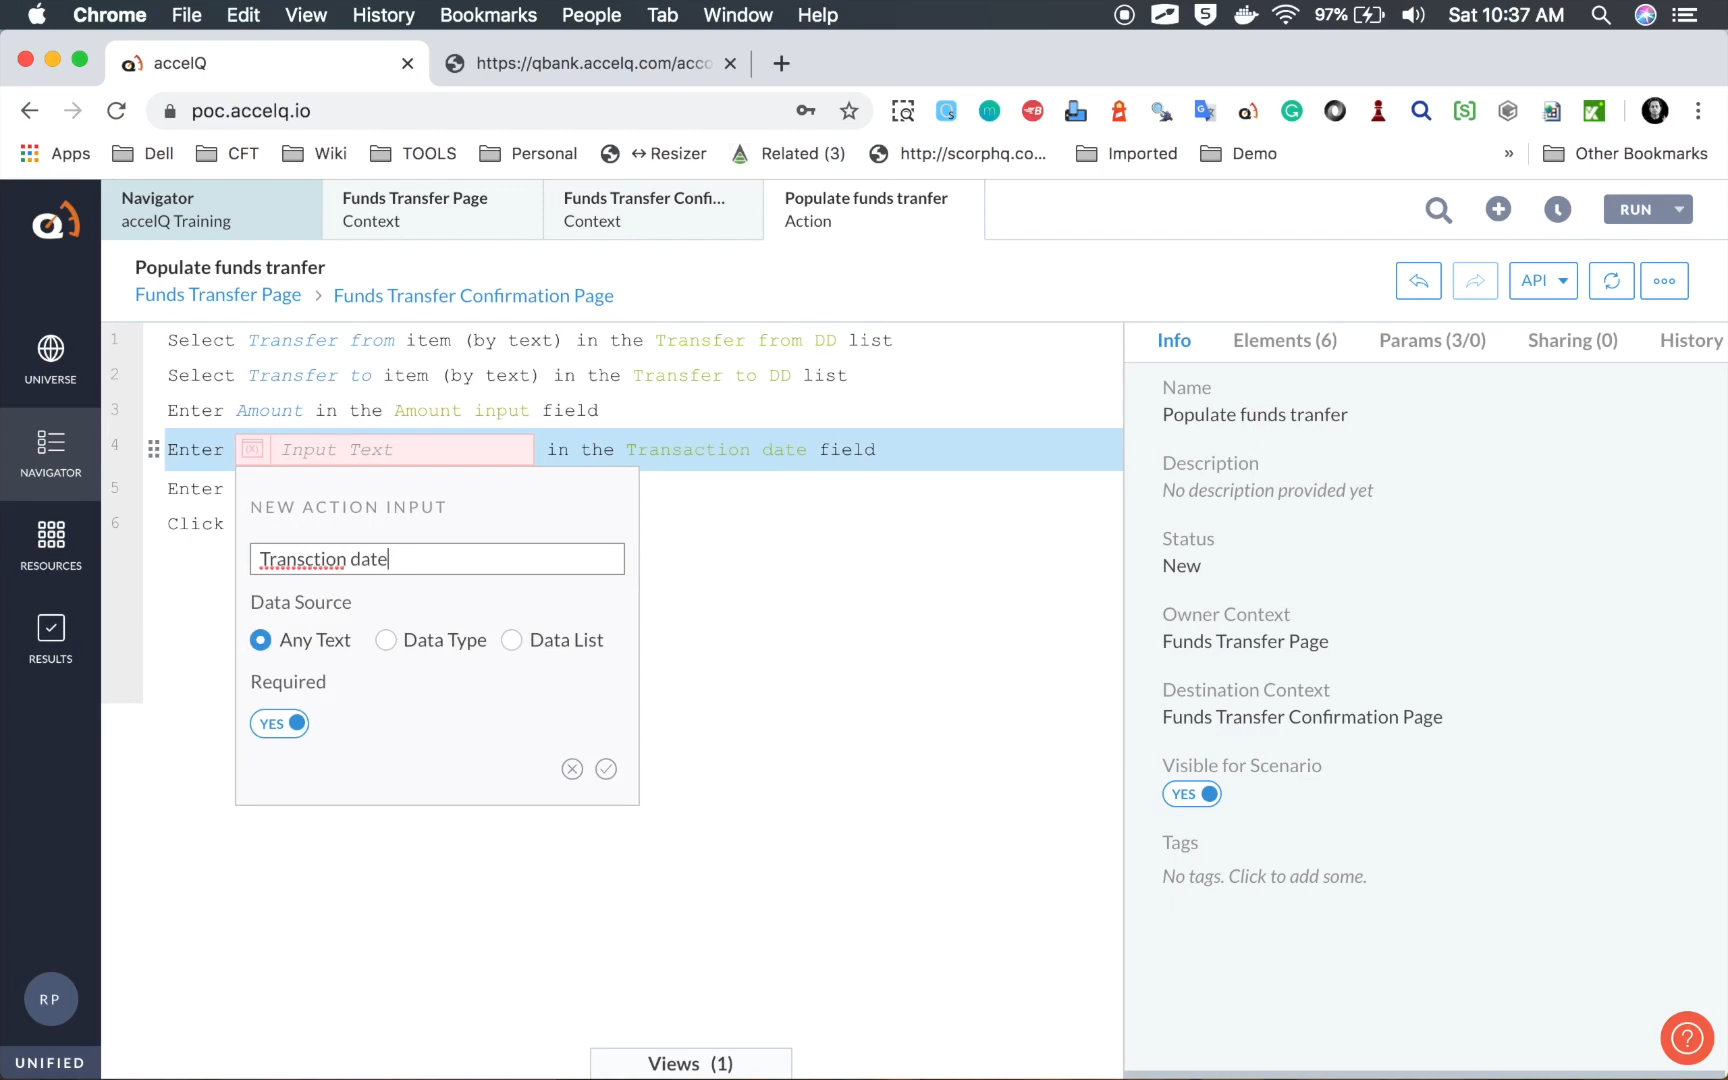 Chrome File Edit View History Bookmarks People Tab Window Help 5 97% Sat 10:37 AM
accelQ https://qbank.accelq.com/acco
poc.accelq.io
Apps Dell CFT Wiki TOOLS Personal ↔Resizer Related (3) http://scorphq.co... Imported Demo » Other Bookmarks
Navigator Funds Transfer Page Funds Transfer Confi... Populate funds tranfer
accelQ Training Context Context Action
RUN
Populate funds tranfer
Funds Transfer Page > Funds Transfer Confirmation Page
API
1 Select Transfer from item (by text) in the Transfer from DD list
2 Select Transfer to item (by text) in the Transfer to DD list
3 Enter Amount in the Amount input field
4 Enter (x) Input Text in the Transaction date field
5 Enter
6 Click
NEW ACTION INPUT
Transction date
Data Source
Any Text Data Type Data List
Required
YES
Info Elements (6) Params (3/0) Sharing (0) History
Name
Populate funds tranfer
Description
No description provided yet
Status
New
Owner Context
Funds Transfer Page
Destination Context
Funds Transfer Confirmation Page
Visible for Scenario
YES
Tags
No tags. Click to add some.
UNIVERSE
NAVIGATOR
RESOURCES
RESULTS
RP
UNIFIED
Views (1)
?